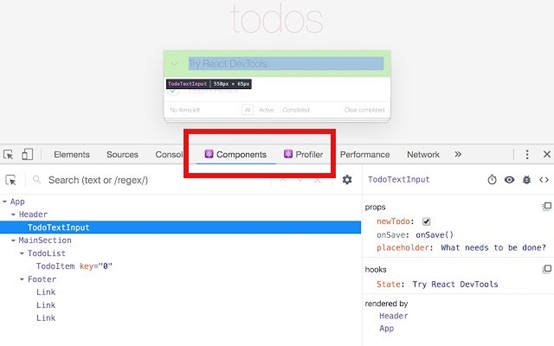 todos
Try React DevTools
TodoTextInput | 550px × 65px
No items left All Active Completed Clear completed
Elements Sources Consol Components Profiler Performance Network »
Search (text or /regex/) TodoTextInput
App
Header
TodoTextInput
MainSection
TodoList
TodoItem key="0"
Footer
Link
Link
Link
props
newTodo:
onSave: onSave()
placeholder: What needs to be done?
hooks
State: Try React DevTools
rendered by
Header
App